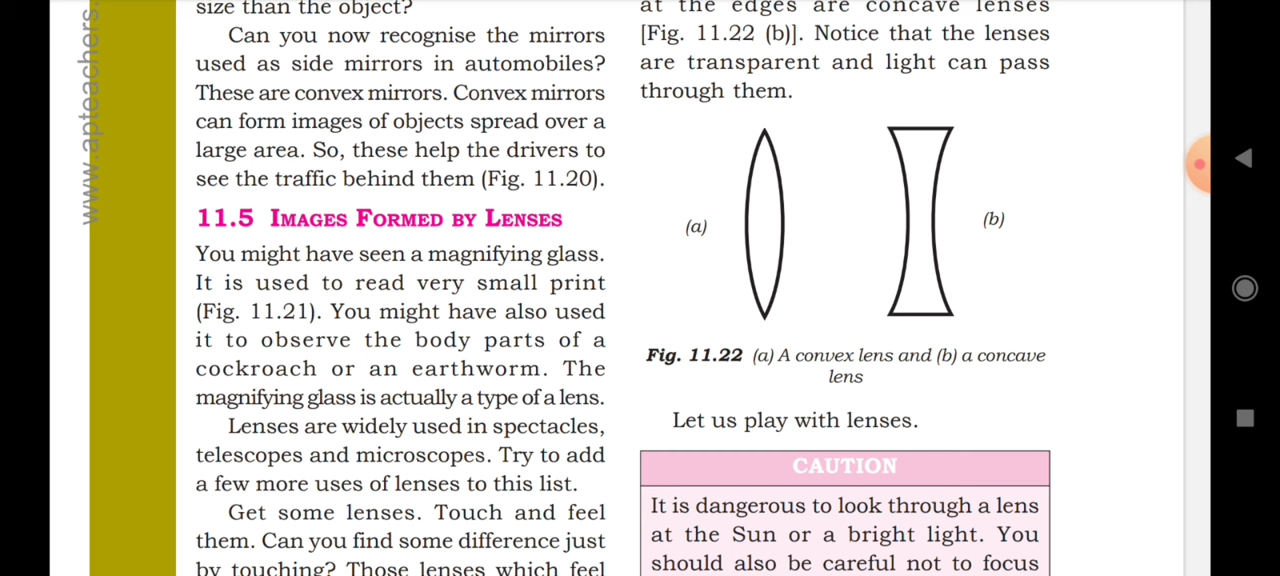 www.apteachers.
size than the object?
Can you now recognise the mirrors
used as side mirrors in automobiles?
These are convex mirrors. Convex mirrors
can form images of objects spread over a
large area. So, these help the drivers to
see the traffic behind them (Fig. 11.20).
11.5 IMAGES FORMED BY LENSES
You might have seen a magnifying glass.
It is used to read very small print
(Fig. 11.21). You might have also used
it to observe the body parts of a
cockroach or an earthworm. The
magnifying glass is actually a type of a lens.
Lenses are widely used in spectacles,
telescopes and microscopes. Try to add
a few more uses of lenses to this list.
Get some lenses. Touch and feel
them. Can you find some difference just
by touching? Those lenses which feel
at the edges are concave lenses
[Fig. 11.22 (b)]. Notice that the lenses
are transparent and light can pass
through them.
(a)
(b)
Fig. 11.22 (a) A convex lens and (b) a concave
lens
Let us play with lenses.
CAUTION
It is dangerous to look through a lens
at the Sun or a bright light. You
should also be careful not to focus